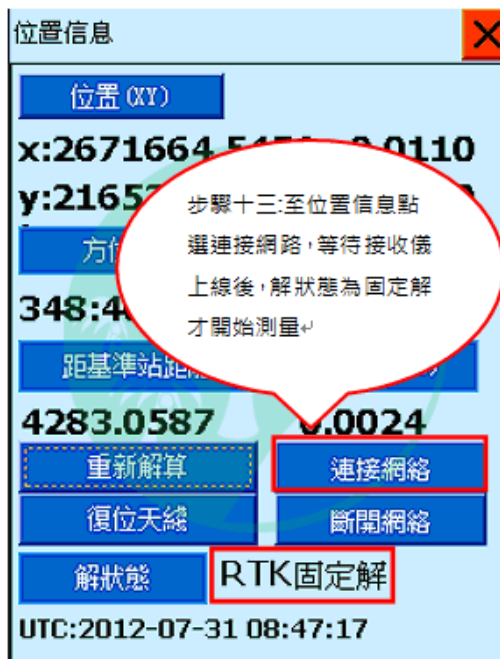 位置信息
位置(XY)
x:2671664.5 0.0110
y:2165
步驟十三:至位置信息點
選連接網路,等待接收儀
上線後,解狀態為固定解
才開始測量↵
方位
348:4
距基準站距
4283.0587 0.0024
重新解算 連接網絡
復位天綫 斷開網絡
解狀態 RTK固定解
UTC:2012-07-31 08:47:17